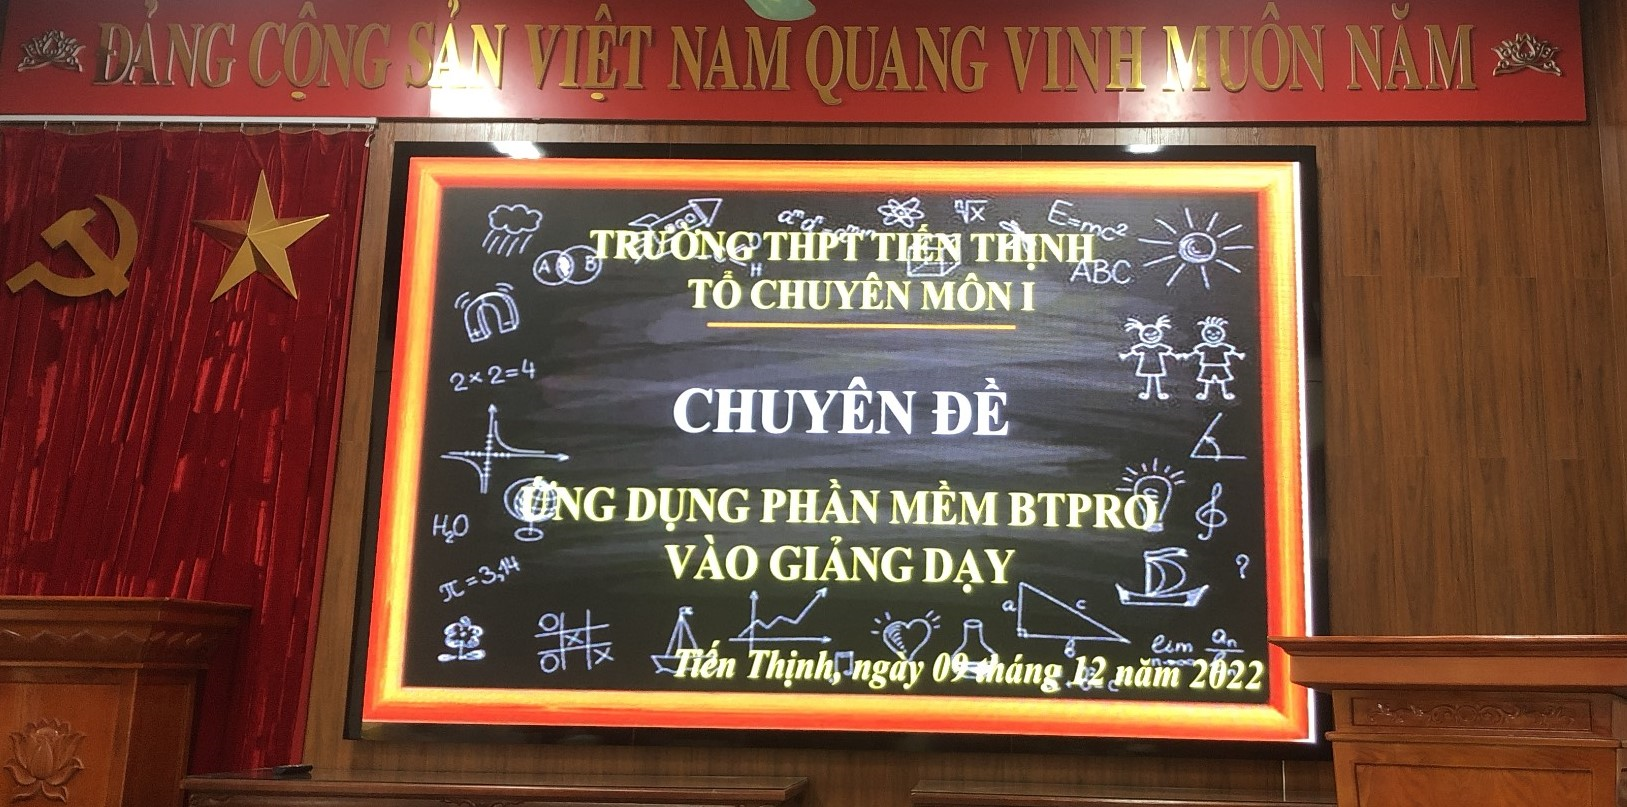 ĐẢNG CỘNG SẢN VIỆT NAM QUANG VINH MUÔN NĂM
TRƯỜNG THPT TIẾN THỊNH
TỔ CHUYÊN MÔN I
CHUYÊN ĐỀ
ỨNG DỤNG PHẦN MỀM BTPRO
VÀO GIẢNG DẠY
Tiến Thịnh, ngày 09 tháng 12 năm 2022
E=mc²
ABC
ⁿ√x
A B
H
2×2=4
H₂O
π=3,14
O
X
O X
a c
b
?
lim aₙ